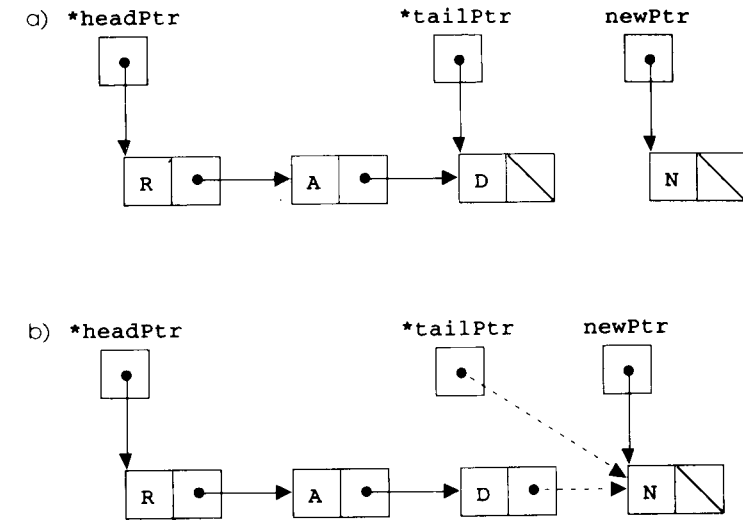 a) *headPtr *tailPtr newPtr
R A D N
b) *headPtr *tailPtr newPtr
R A D N